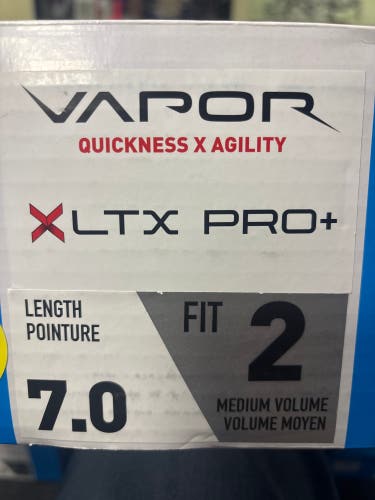 VAPOR
QUICKNESS X AGILITY
XLTX PRO+
LENGTH
POINTURE
7.0
FIT 2
MEDIUM VOLUME
VOLUME MOYEN